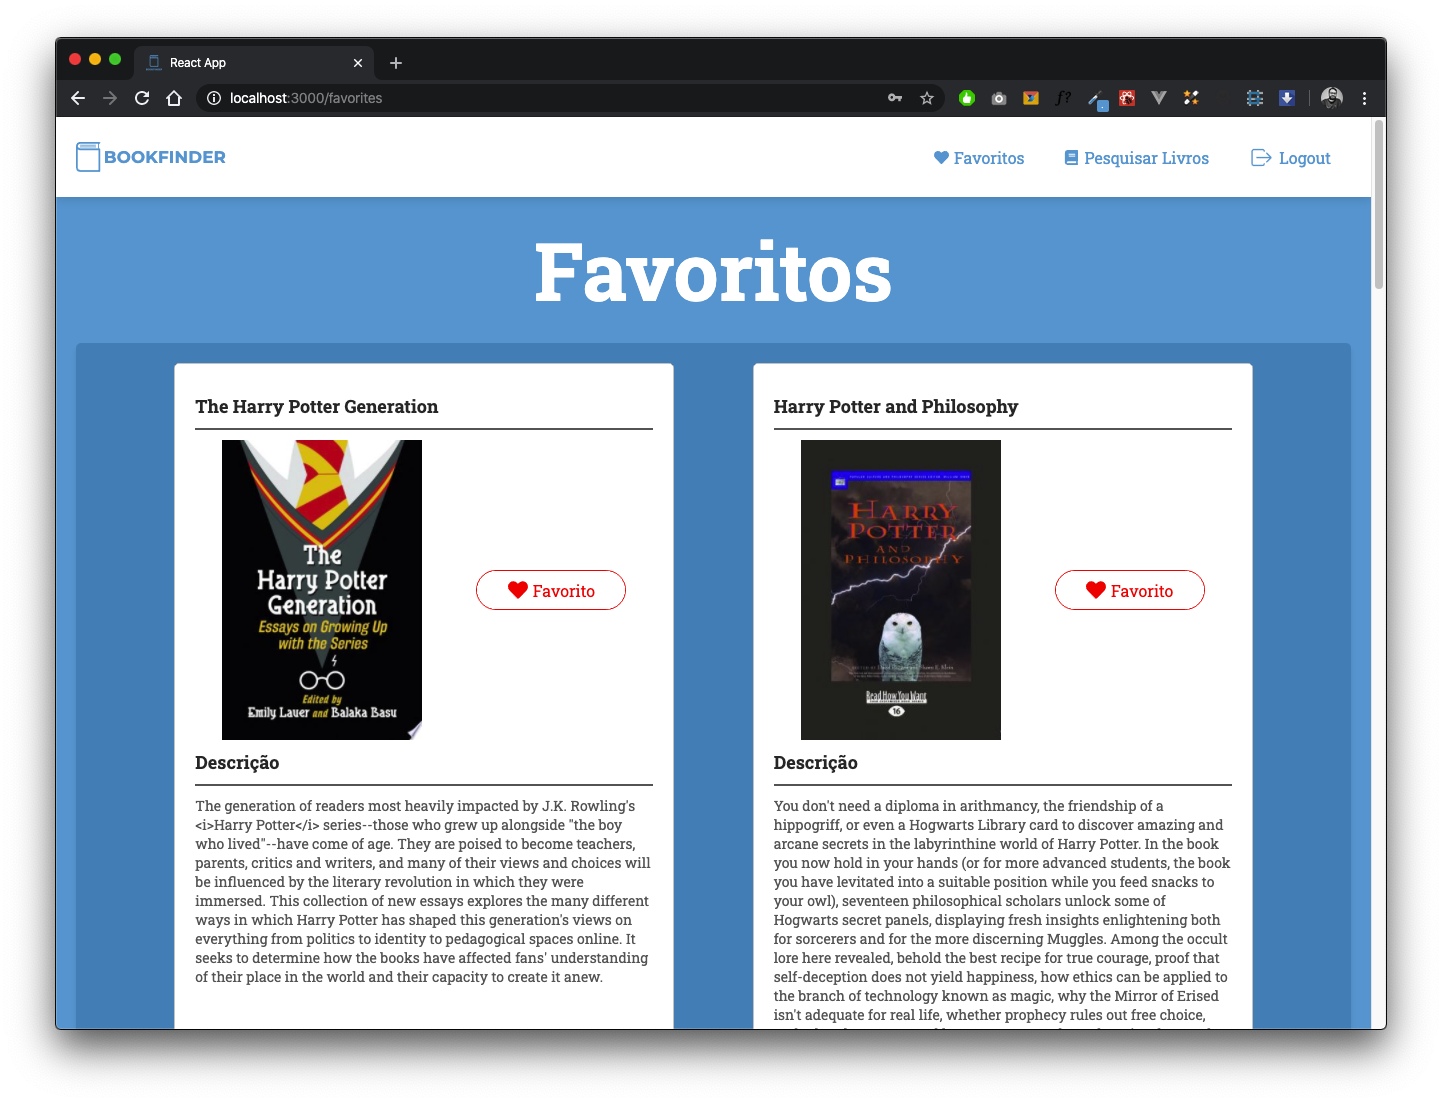 React App
localhost:3000/favorites
f?
BOOKFINDER
Favoritos
Pesquisar Livros
Logout
Favoritos
The Harry Potter Generation
The
Harry Potter
Generation
Essays on Growing Up
with the Series
Edited by
Emily Lauer and Balaka Basu
Favorito
Descrição
The generation of readers most heavily impacted by J.K. Rowling's
<i>Harry Potter</i> series--those who grew up alongside "the boy
who lived"--have come of age. They are poised to become teachers,
parents, critics and writers, and many of their views and choices will
be influenced by the literary revolution in which they were
immersed. This collection of new essays explores the many different
ways in which Harry Potter has shaped this generation's views on
everything from politics to identity to pedagogical spaces online. It
seeks to determine how the books have affected fans' understanding
of their place in the world and their capacity to create it anew.
Harry Potter and Philosophy
HARRY
POTTER
AND
PHILOSOPHY
Read How You Want
16
Favorito
Descrição
You don't need a diploma in arithmancy, the friendship of a
hippogriff, or even a Hogwarts Library card to discover amazing and
arcane secrets in the labyrinthine world of Harry Potter. In the book
you now hold in your hands (or for more advanced students, the book
you have levitated into a suitable position while you feed snacks to
your owl), seventeen philosophical scholars unlock some of
Hogwarts secret panels, displaying fresh insights enlightening both
for sorcerers and for the more discerning Muggles. Among the occult
lore here revealed, behold the best recipe for true courage, proof that
self-deception does not yield happiness, how ethics can be applied to
the branch of technology known as magic, why the Mirror of Erised
isn't adequate for real life, whether prophecy rules out free choice,